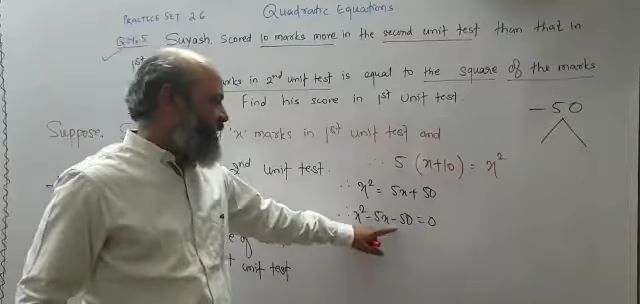 PRACTICE SET 2.6 Quadratic Equations
Q.No.5 Suyash scored 10 marks more in the second unit test than that in
1st
marks in 2nd unit test is equal to the square of the marks
Find his score in 1st unit test.
-50
Suppose. 'x' marks in 1st unit test and
2nd unit test. ∴ 5 (x+10) = x²
∴ x² = 5x + 50
∴ x² - 5x - 50 = 0
unit test